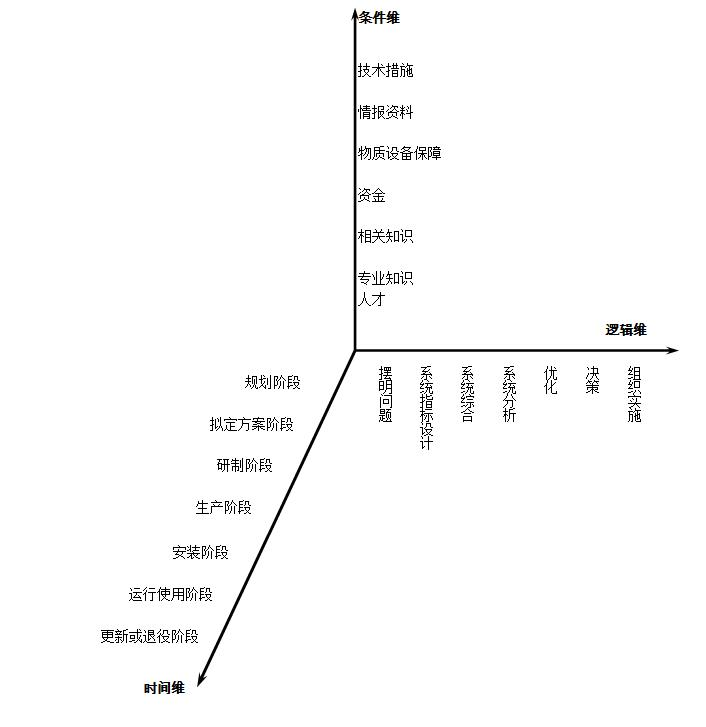 条件维
技术措施
情报资料
物质设备保障
资金
相关知识
专业知识
人才
逻辑维
摆明问题
系统指标设计
系统综合
系统分析
优化
决策
组织实施
规划阶段
拟定方案阶段
研制阶段
生产阶段
安装阶段
运行使用阶段
更新或退役阶段
时间维